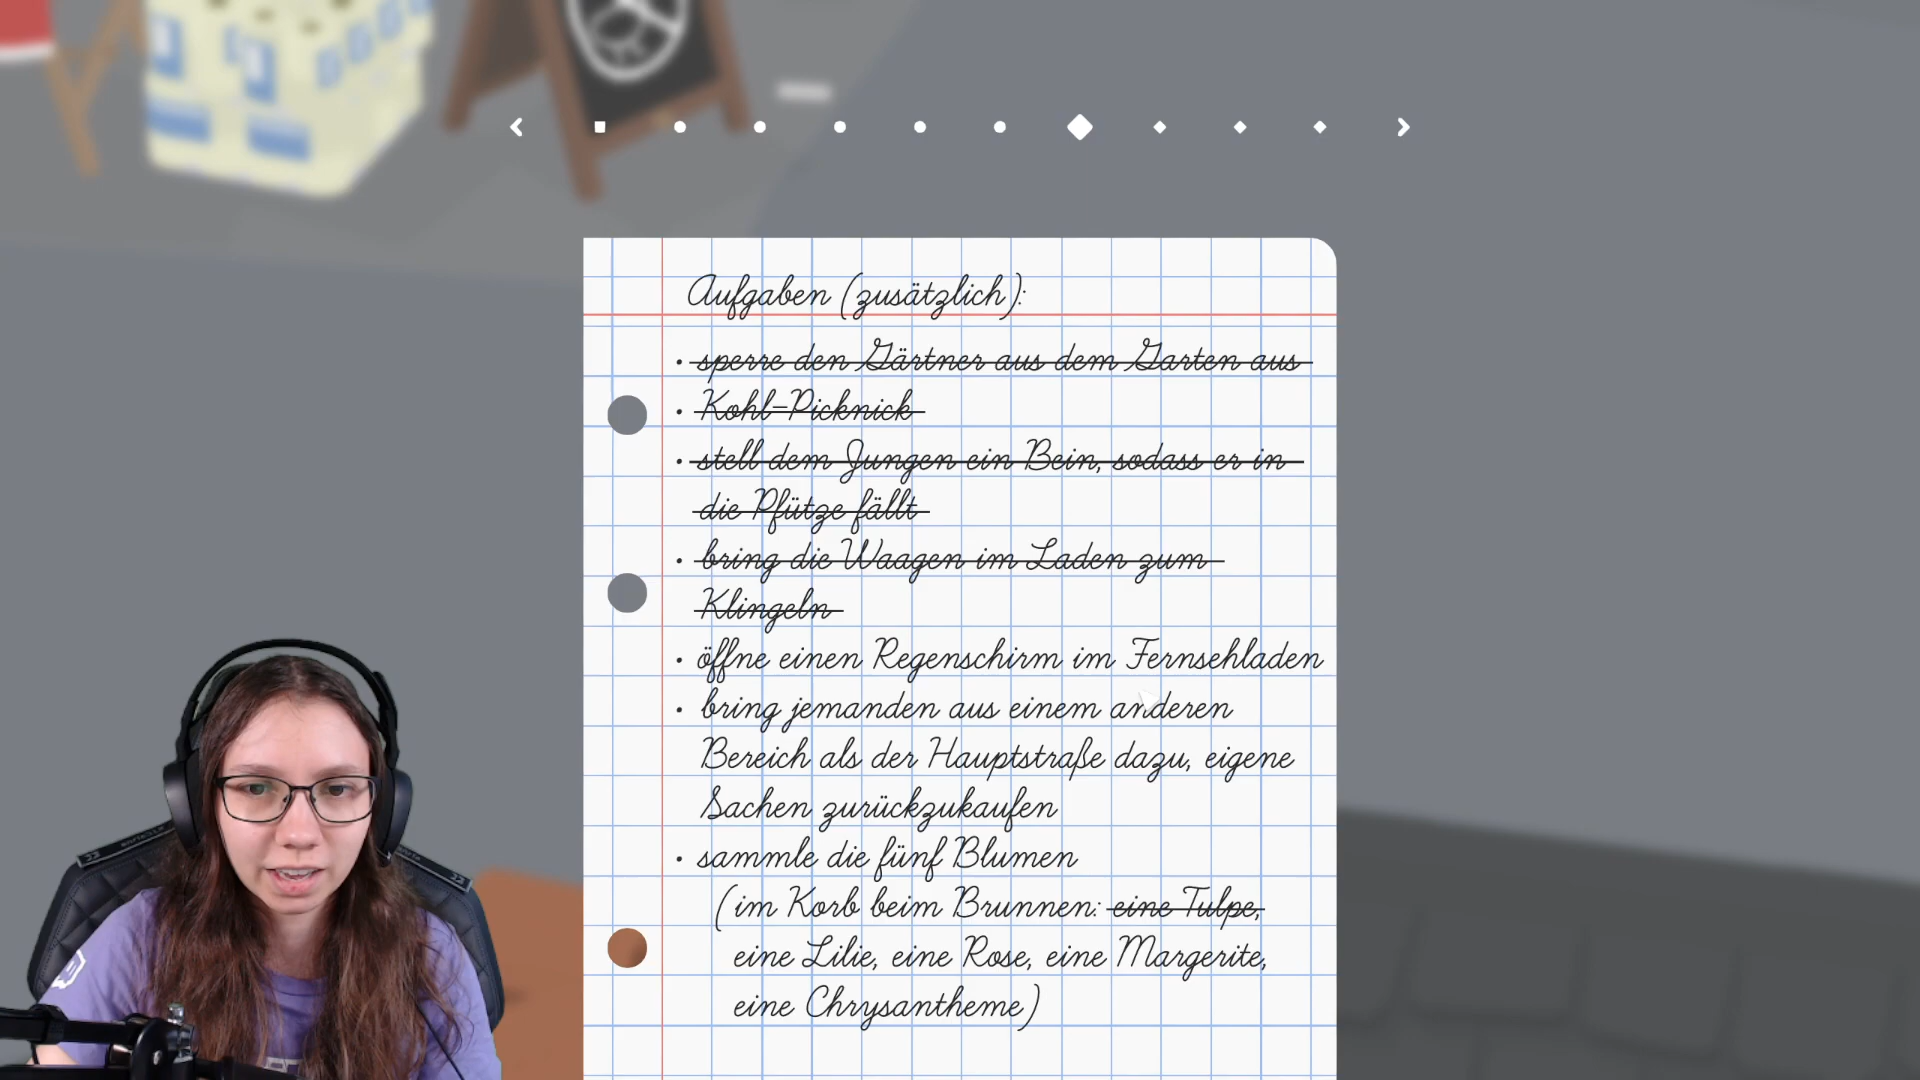 Aufgaben (zusätzlich):
• sperre den Gärtner aus dem Garten aus
• Kohl-Picknick
• stell dem Jungen ein Bein, sodass er in
die Pfütze fällt
• bring die Waagen im Laden zum
Klingeln
• öffne einen Regenschirm im Fernsehladen
• bring jemanden aus einem anderen
Bereich als der Hauptstraße dazu, eigene
Sachen zurückzukaufen
• sammle die fünf Blumen
(im Korb beim Brunnen: eine Tulpe,
eine Lilie, eine Rose, eine Margerite,
eine Chrysantheme)